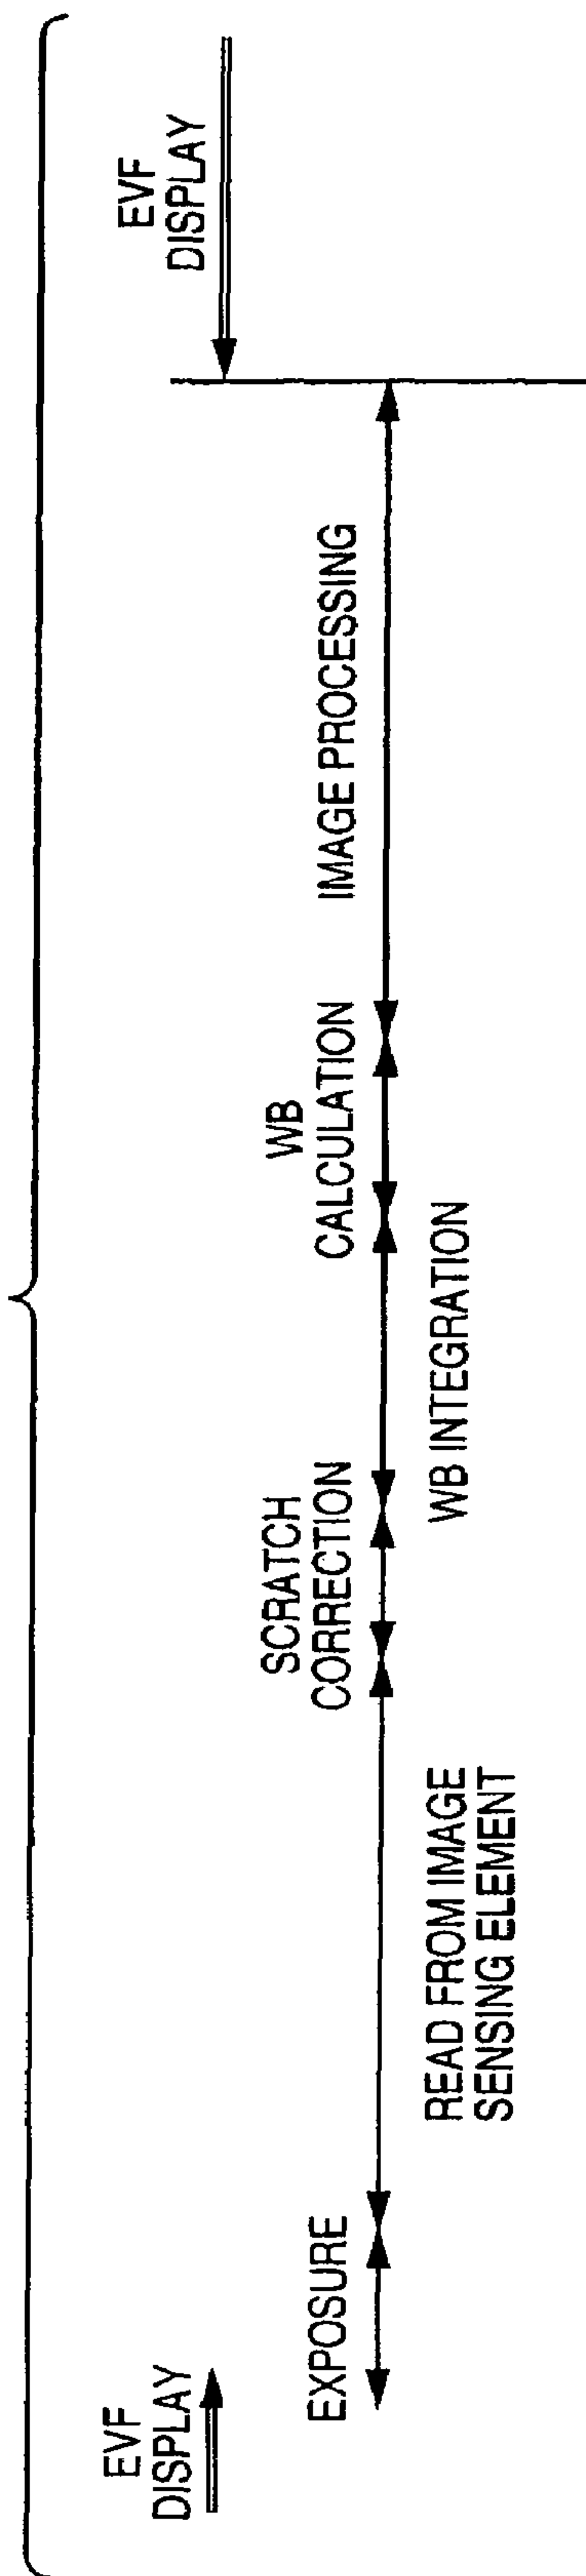 EVF
DISPLAY
EXPOSURE
READ FROM IMAGE
SENSING ELEMENT
SCRATCH
CORRECTION
WB INTEGRATION
WB
CALCULATION
IMAGE PROCESSING
EVF
DISPLAY